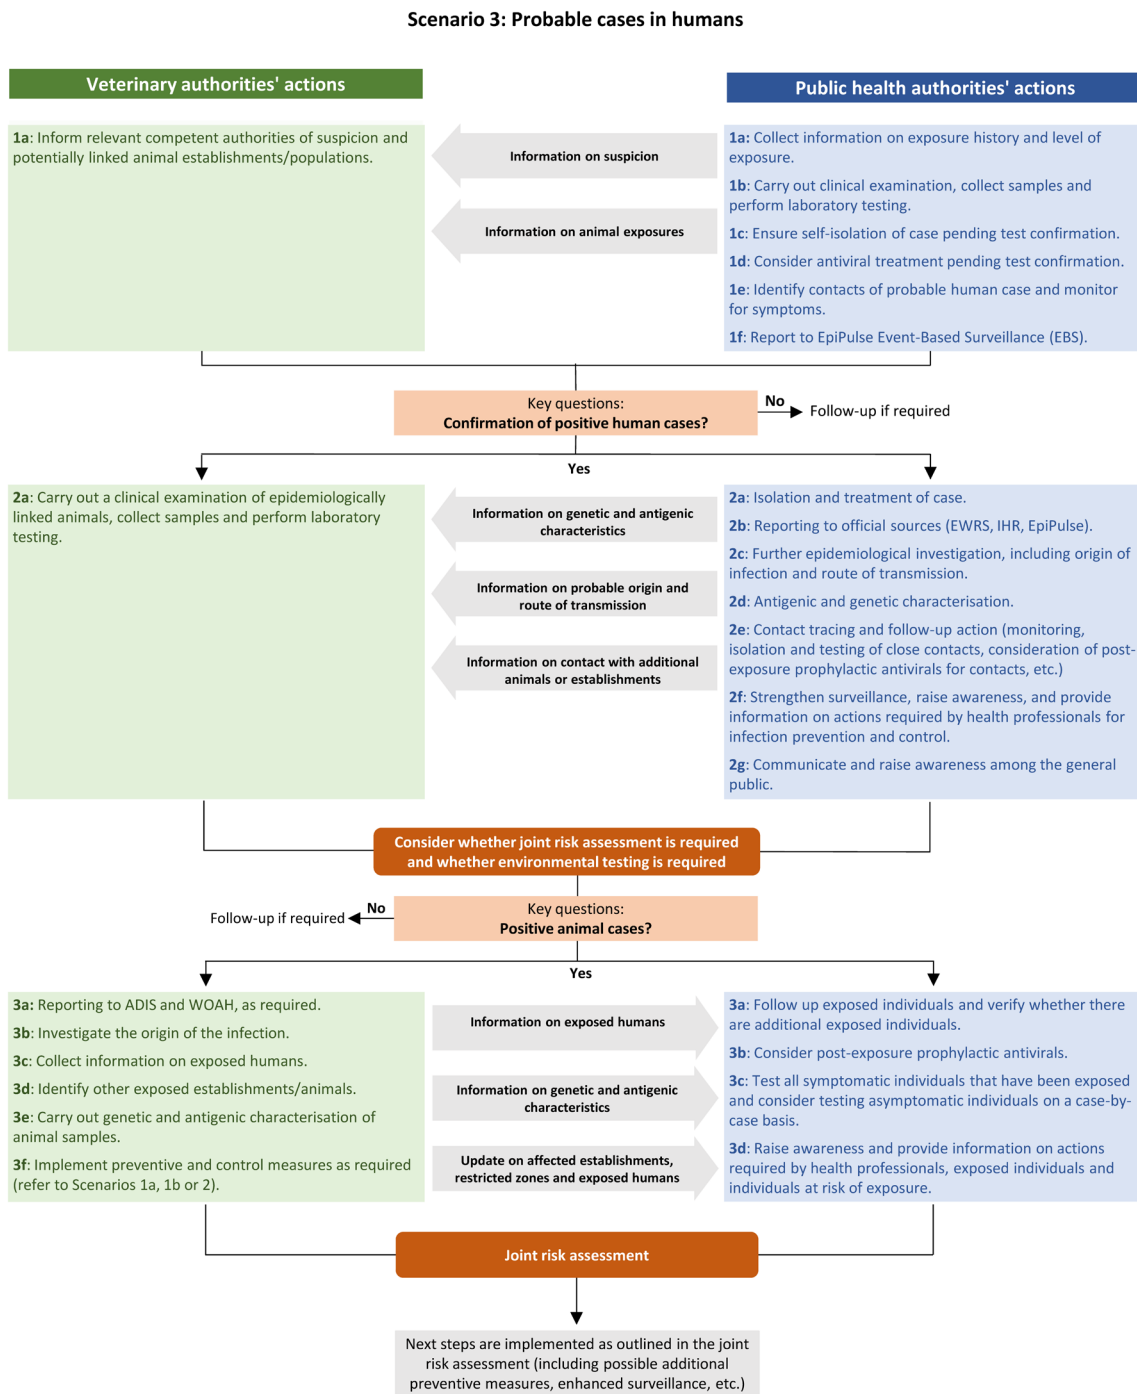 Scenario 3: Probable cases in humans
Veterinary authorities' actions
Public health authorities' actions
1a: Inform relevant competent authorities of suspicion and
potentially linked animal establishments/populations.
Information on suspicion
Information on animal exposures
1a: Collect information on exposure history and level of
exposure.
1b: Carry out clinical examination, collect samples and
perform laboratory testing.
1c: Ensure self-isolation of case pending test confirmation.
1d: Consider antiviral treatment pending test confirmation.
1e: Identify contacts of probable human case and monitor
for symptoms.
1f: Report to EpiPulse Event-Based Surveillance (EBS).
Key questions:
Confirmation of positive human cases?
No
Follow-up if required
Yes
2a: Carry out a clinical examination of epidemiologically
linked animals, collect samples and perform laboratory
testing.
Information on genetic and antigenic
characteristics
Information on probable origin and
route of transmission
Information on contact with additional
animals or establishments
2a: Isolation and treatment of case.
2b: Reporting to official sources (EWRS, IHR, EpiPulse).
2c: Further epidemiological investigation, including origin of
infection and route of transmission.
2d: Antigenic and genetic characterisation.
2e: Contact tracing and follow-up action (monitoring,
isolation and testing of close contacts, consideration of post-
exposure prophylactic antivirals for contacts, etc.)
2f: Strengthen surveillance, raise awareness, and provide
information on actions required by health professionals for
infection prevention and control.
2g: Communicate and raise awareness among the general
public.
Consider whether joint risk assessment is required
and whether environmental testing is required
Key questions:
Positive animal cases?
No
Follow-up if required
Yes
3a: Reporting to ADIS and WOAH, as required.
3b: Investigate the origin of the infection.
3c: Collect information on exposed humans.
3d: Identify other exposed establishments/animals.
3e: Carry out genetic and antigenic characterisation of
animal samples.
3f: Implement preventive and control measures as required
(refer to Scenarios 1a, 1b or 2).
Information on exposed humans
Information on genetic and antigenic
characteristics
Update on affected establishments,
restricted zones and exposed humans
3a: Follow up exposed individuals and verify whether there
are additional exposed individuals.
3b: Consider post-exposure prophylactic antivirals.
3c: Test all symptomatic individuals that have been exposed
and consider testing asymptomatic individuals on a case-by-
case basis.
3d: Raise awareness and provide information on actions
required by health professionals, exposed individuals and
individuals at risk of exposure.
Joint risk assessment
Next steps are implemented as outlined in the joint
risk assessment (including possible additional
preventive measures, enhanced surveillance, etc.)